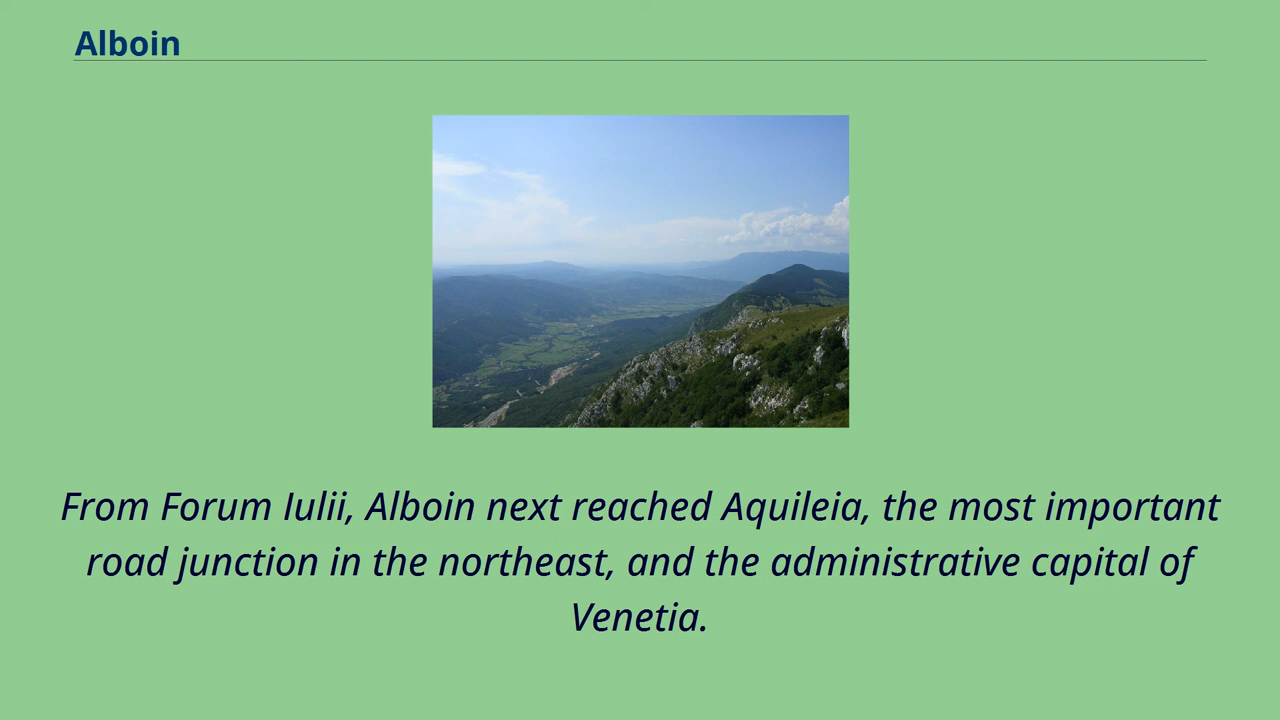 Alboin
From Forum Iulii, Alboin next reached Aquileia, the most important
road junction in the northeast, and the administrative capital of
Venetia.